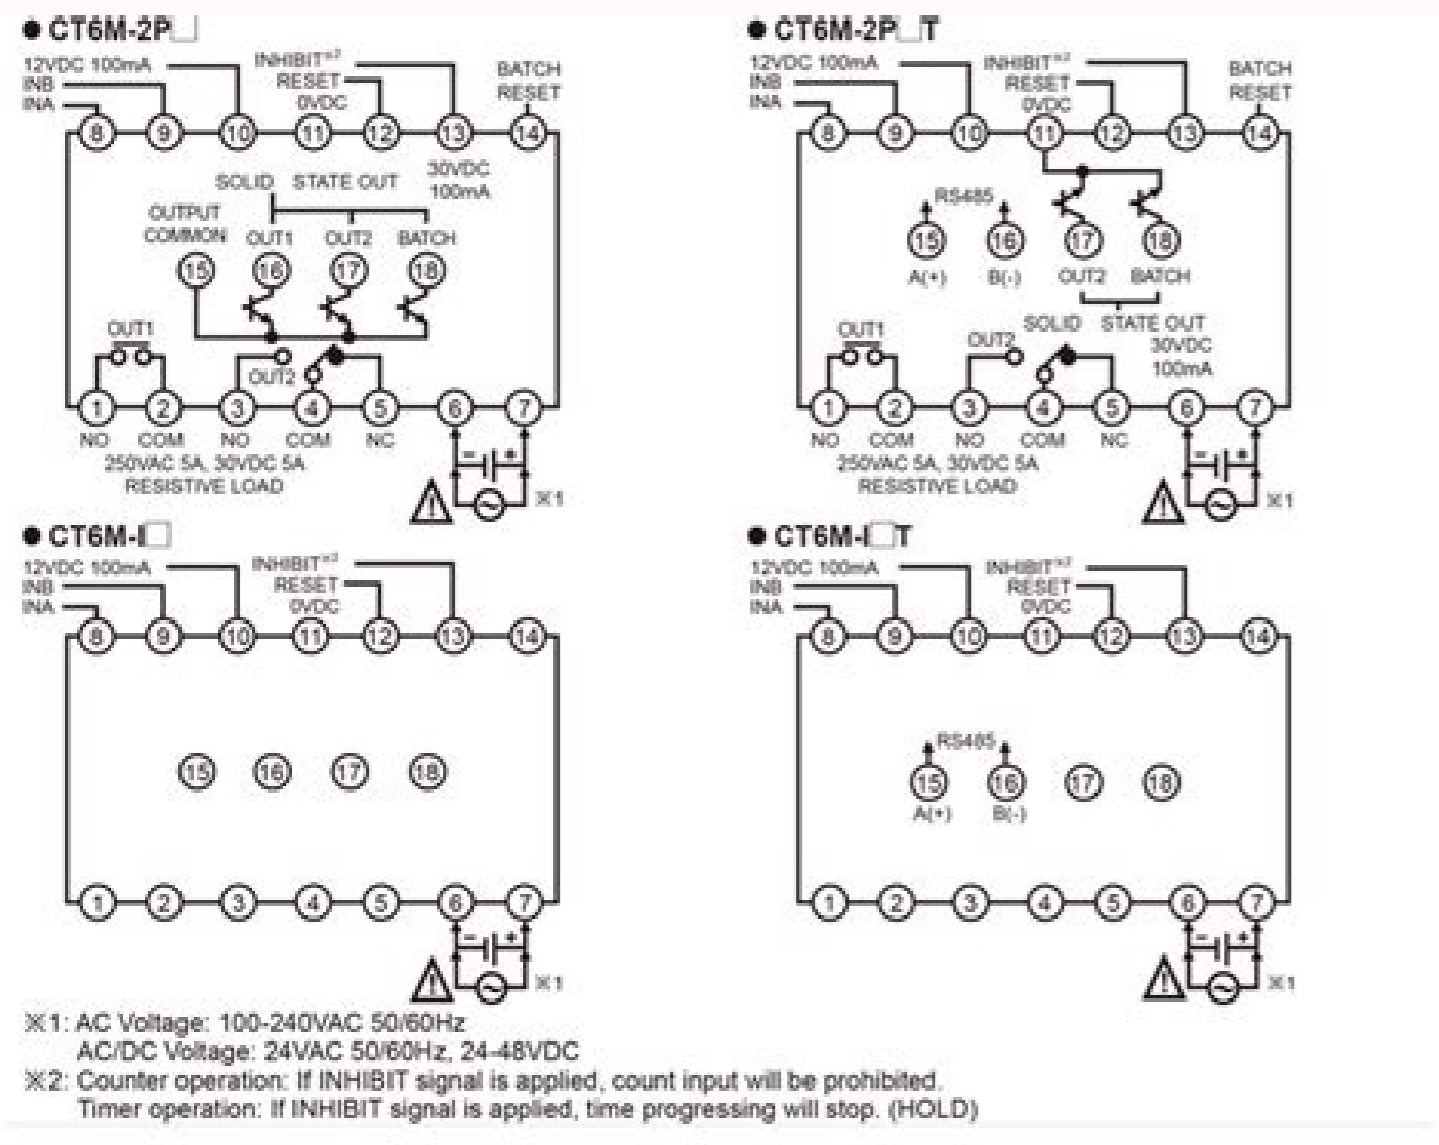 ● CT6M-2P□
12VDC 100mA
INB
INA
INHIBIT※2
RESET
0VDC
BATCH
RESET
8 9 10 11 12 13 14
SOLID STATE OUT
30VDC
100mA
OUTPUT
COMMON
OUT1 OUT2 BATCH
15 16 17 18
OUT1
OUT2
1 2 3 4 5 6 7
NO COM NO COM NC
250VAC 5A, 30VDC 5A
RESISTIVE LOAD
- +
※1
● CT6M-2P□T
12VDC 100mA
INB
INA
INHIBIT※2
RESET
0VDC
BATCH
RESET
8 9 10 11 12 13 14
RS485
15 16 17 18
A(+) B(-) OUT2 BATCH
SOLID STATE OUT
30VDC
100mA
OUT1
OUT2
1 2 3 4 5 6 7
NO COM NO COM NC
250VAC 5A, 30VDC 5A
RESISTIVE LOAD
- +
※1
● CT6M-I□
12VDC 100mA
INB
INA
INHIBIT※2
RESET
0VDC
8 9 10 11 12 13 14
15 16 17 18
1 2 3 4 5 6 7
- +
※1
● CT6M-I□T
12VDC 100mA
INB
INA
INHIBIT※2
RESET
0VDC
8 9 10 11 12 13 14
RS485
15 16 17 18
A(+) B(-)
1 2 3 4 5 6 7
- +
※1
※1: AC Voltage: 100-240VAC 50/60Hz
AC/DC Voltage: 24VAC 50/60Hz, 24-48VDC
※2: Counter operation: If INHIBIT signal is applied, count input will be prohibited.
Timer operation: If INHIBIT signal is applied, time progressing will stop. (HOLD)